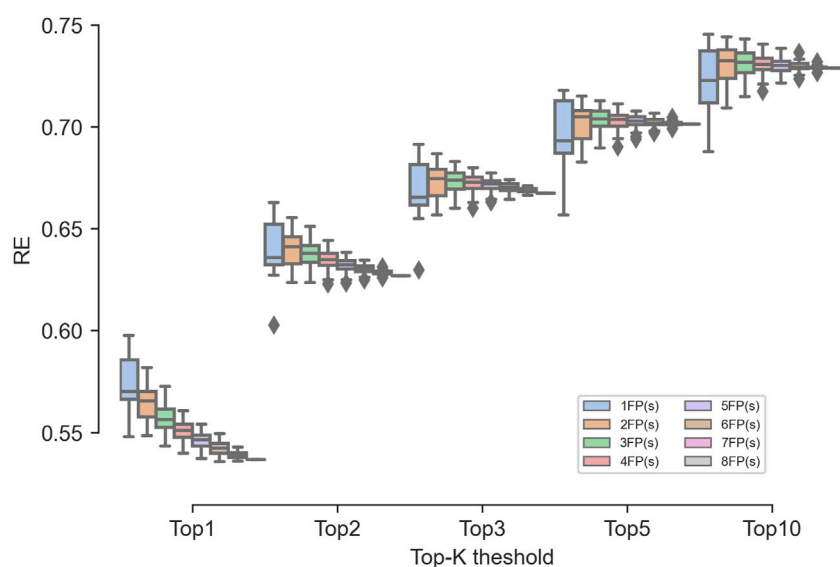 0.75
0.70
0.65
0.60
0.55
RE
1FP(s)
2FP(s)
3FP(s)
4FP(s)
5FP(s)
6FP(s)
7FP(s)
8FP(s)
Top1
Top2
Top3
Top5
Top10
Top-K theshold